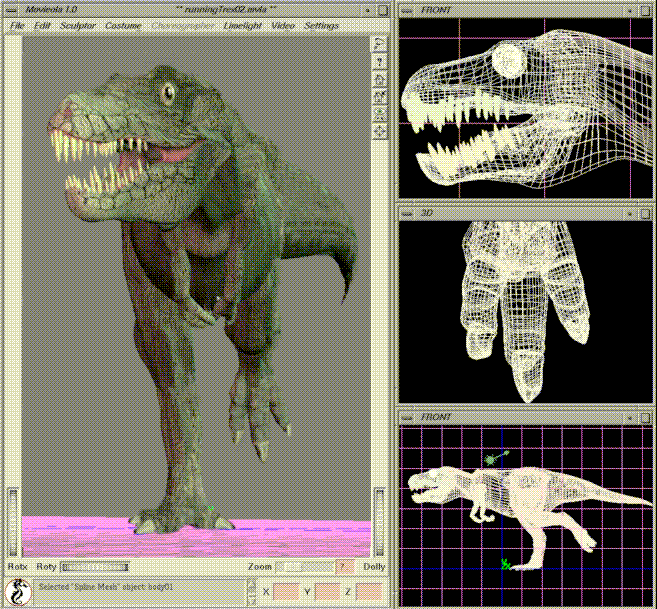 Movieola 1.0 ** runningTrex02.mvla **
File Edit Sculptor Costume Choreographer Limelight Video Settings
?
Rotx Roty Zoom ? Dolly
Selected "Spline Mesh" object: body01
X Y Z
FRONT
3D
FRONT